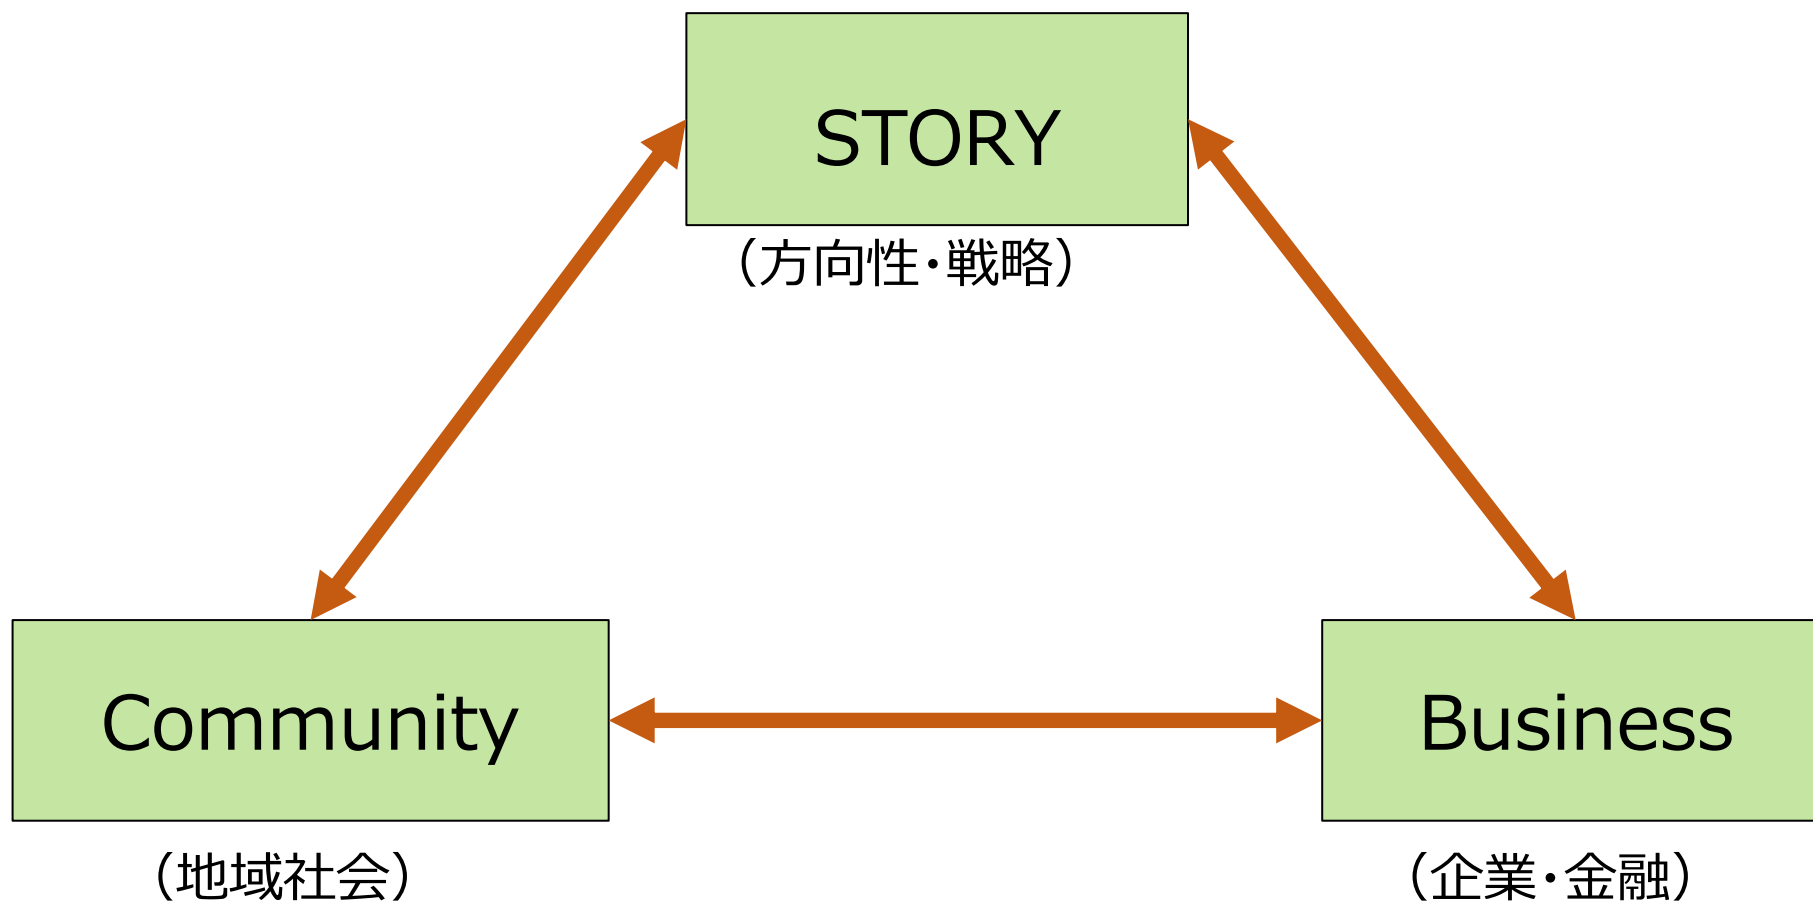 STORY
（方向性・戦略）
Community
Business
（地域社会）
（企業・金融）